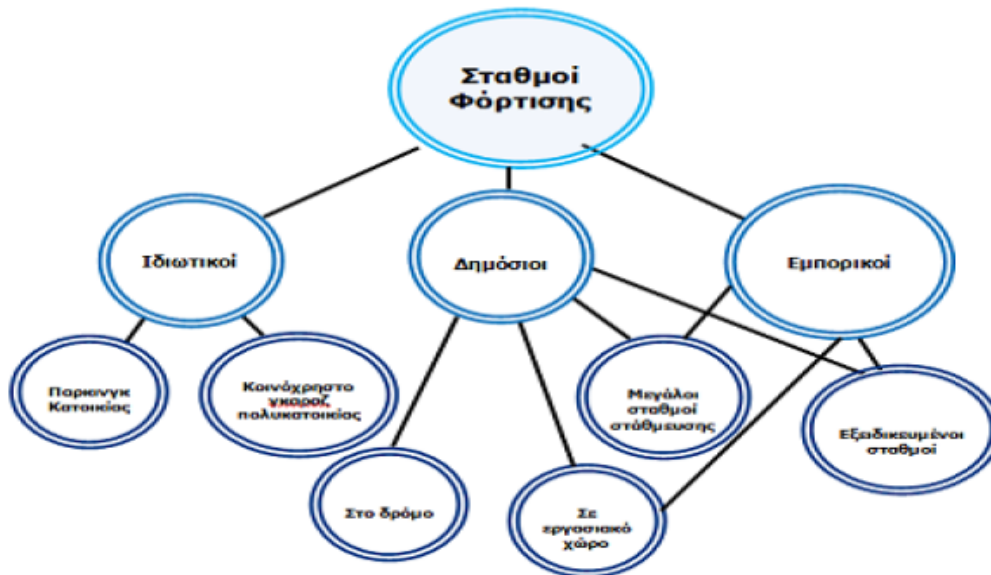 Σταθμοί
Φόρτισης
Ιδιωτικοί
Δημόσιοι
Εμπορικοί
Παρκινγκ
Κατοικίας
Κοινόχρηστο
γκαράζ
πολυκατοικίας
Μεγάλοι
σταθμοί
στάθμευσης
Εξειδικευμένοι
σταθμοί
Στο δρόμο
Σε
εργασιακό
χώρο